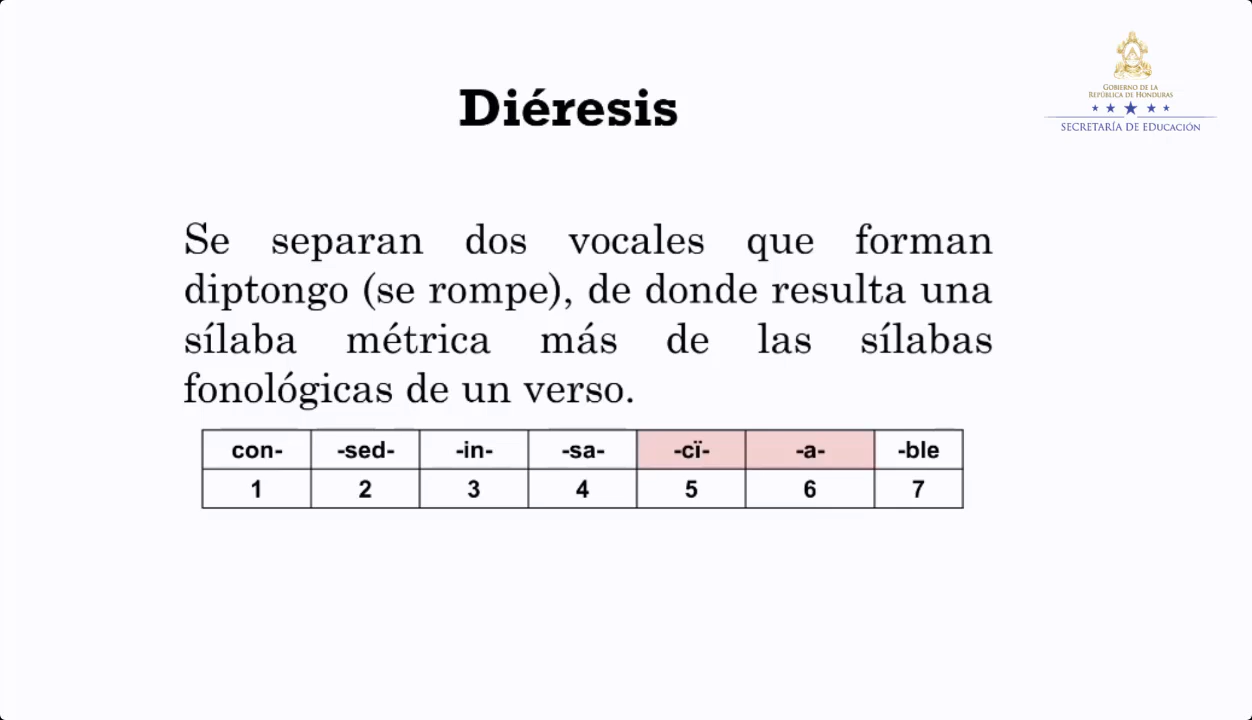 Diéresis
GOBIERNO DE LA
REPÚBLICA DE HONDURAS
SECRETARÍA DE EDUCACIÓN
Se separan dos vocales que forman
diptongo (se rompe), de donde resulta una
sílaba métrica más de las sílabas
fonológicas de un verso.
con- -sed- -in- -sa- -cï- -a- -ble
1 2 3 4 5 6 7